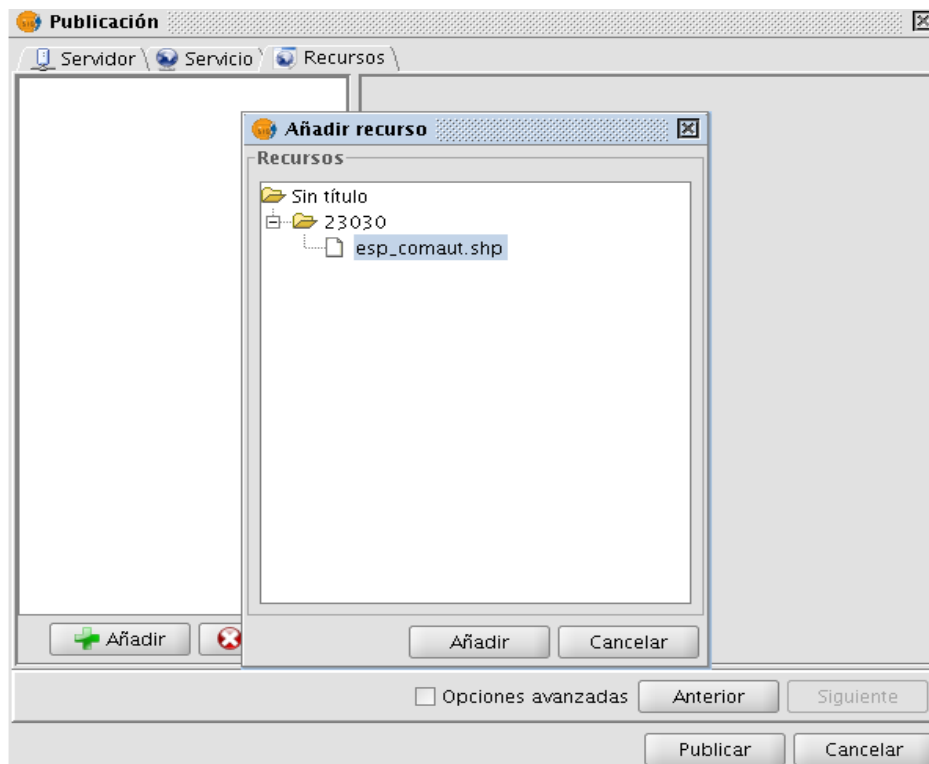 Publicación
Servidor Servicio Recursos
Añadir recurso
Recursos
Sin título
23030
esp_comaut.shp
Añadir
Añadir Cancelar
Opciones avanzadas Anterior Siguiente
Publicar Cancelar